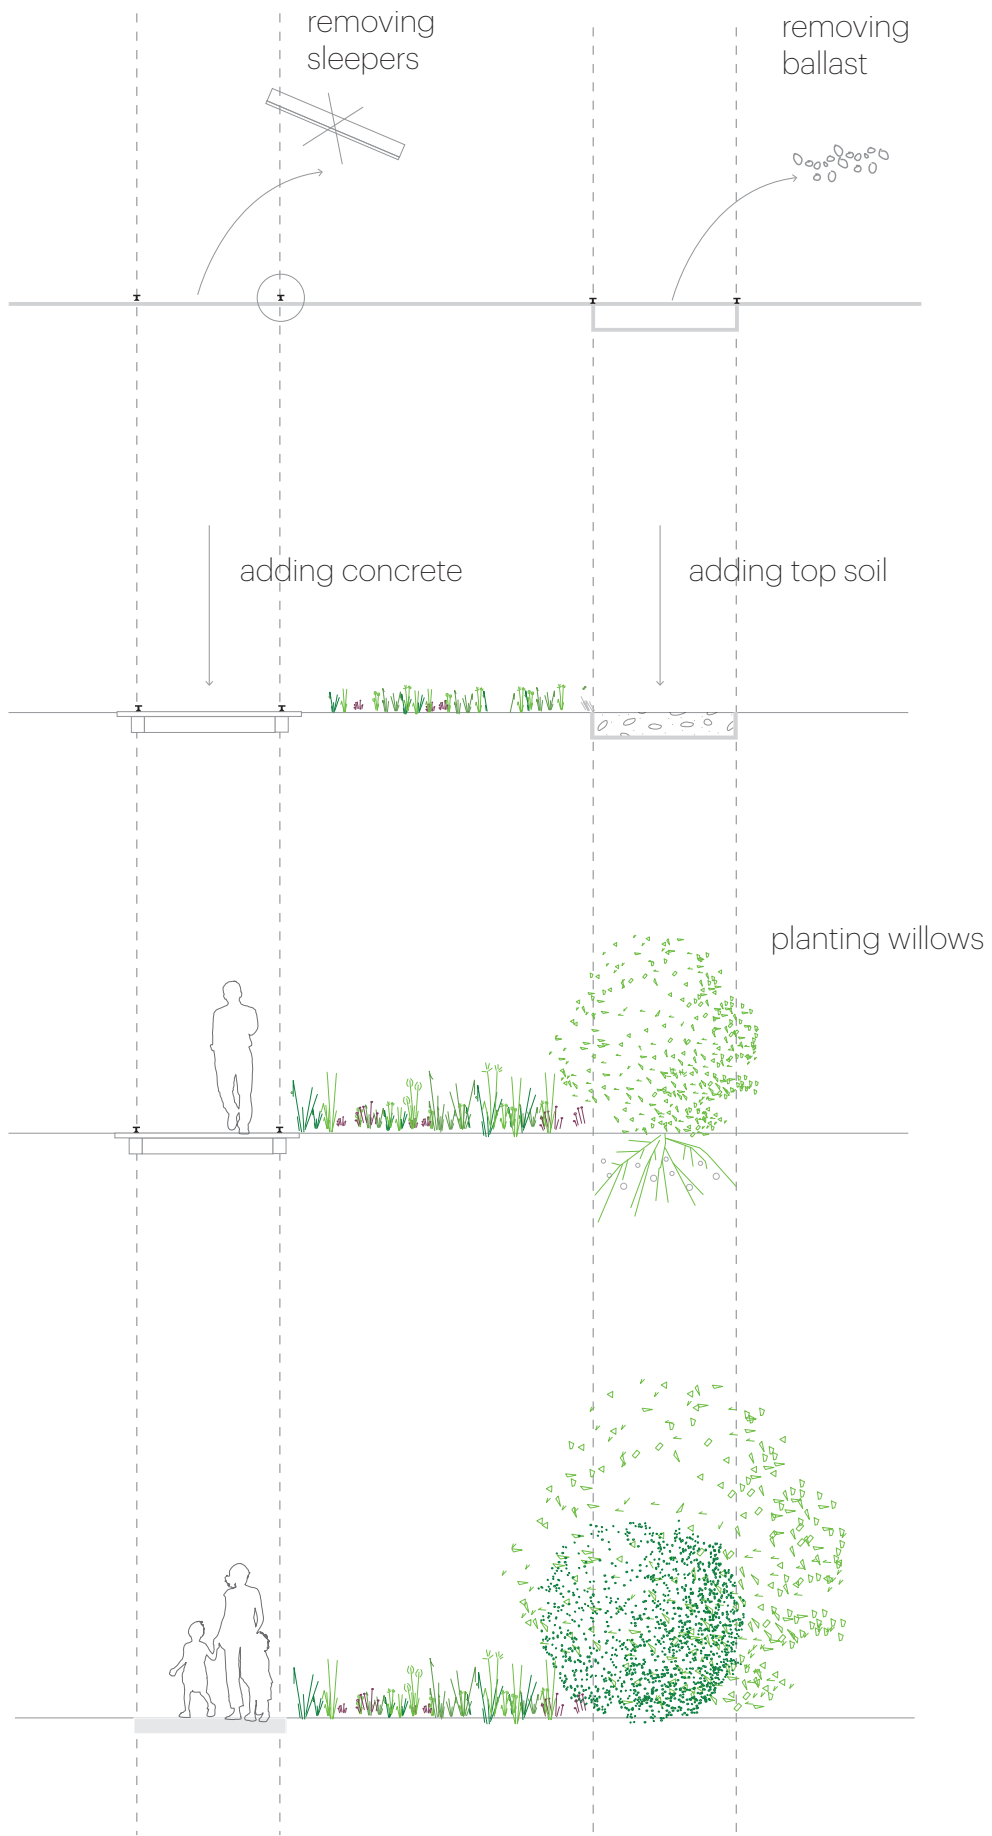 removing
sleepers
removing
ballast
adding concrete
adding top soil
planting willows